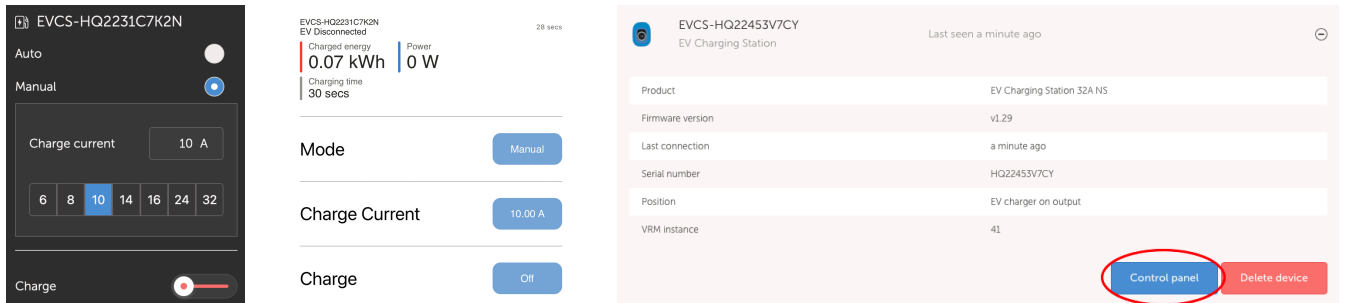 EVCS-HQ2231C7K2N
Auto
Manual
Charge current 10 A
6 8 10 14 16 24 32
Charge
EVCS-HQ2231C7K2N
EV Disconnected
28 secs
Charged energy
0.07 kWh
Power
0 W
Charging time
30 secs
Mode Manual
Charge Current 10.00 A
Charge Off
EVCS-HQ22453V7CY
EV Charging Station
Last seen a minute ago
Product EV Charging Station 32A NS
Firmware version v1.29
Last connection a minute ago
Serial number HQ22453V7CY
Position EV charger on output
VRM instance 41
Control panel Delete device